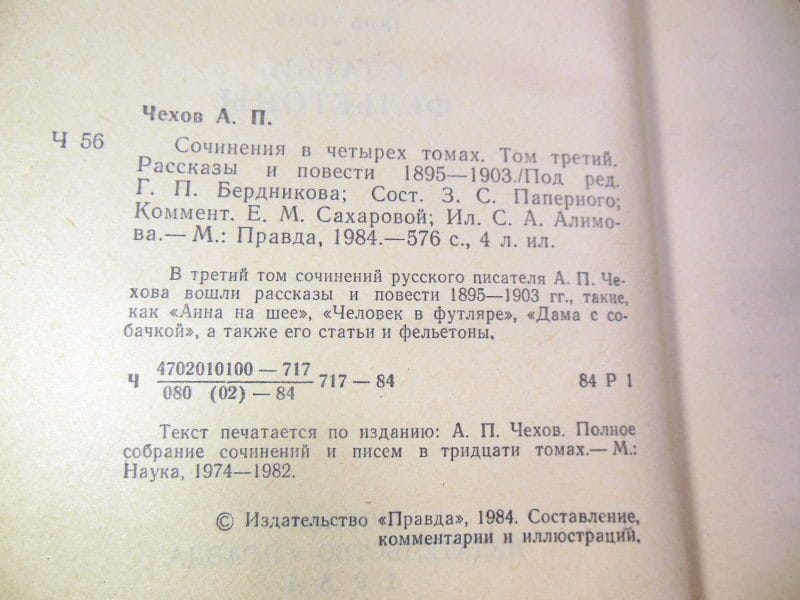 Чехов А. П.
Ч 56
Сочинения в четырех томах. Том третий.
Рассказы и повести 1895—1903./Под ред.
Г. П. Бердникова; Сост. З. С. Паперного;
Коммент. Е. М. Сахаровой; Ил. С. А. Алимо-
ва.— М.: Правда, 1984.—576 с., 4 л. ил.
В третий том сочинений русского писателя А. П. Че-
хова вошли рассказы и повести 1895—1903 гг., такие,
как «Анна на шее», «Человек в футляре», «Дама с со-
бачкой», а также его статьи и фельетоны.
4702010100—717
Ч 717—84 84 Р 1
080 (02)—84
Текст печатается по изданию: А. П. Чехов. Полное
собрание сочинений и писем в тридцати томах.— М.:
Наука, 1974—1982.
© Издательство «Правда», 1984. Составление,
комментарии и иллюстраций.